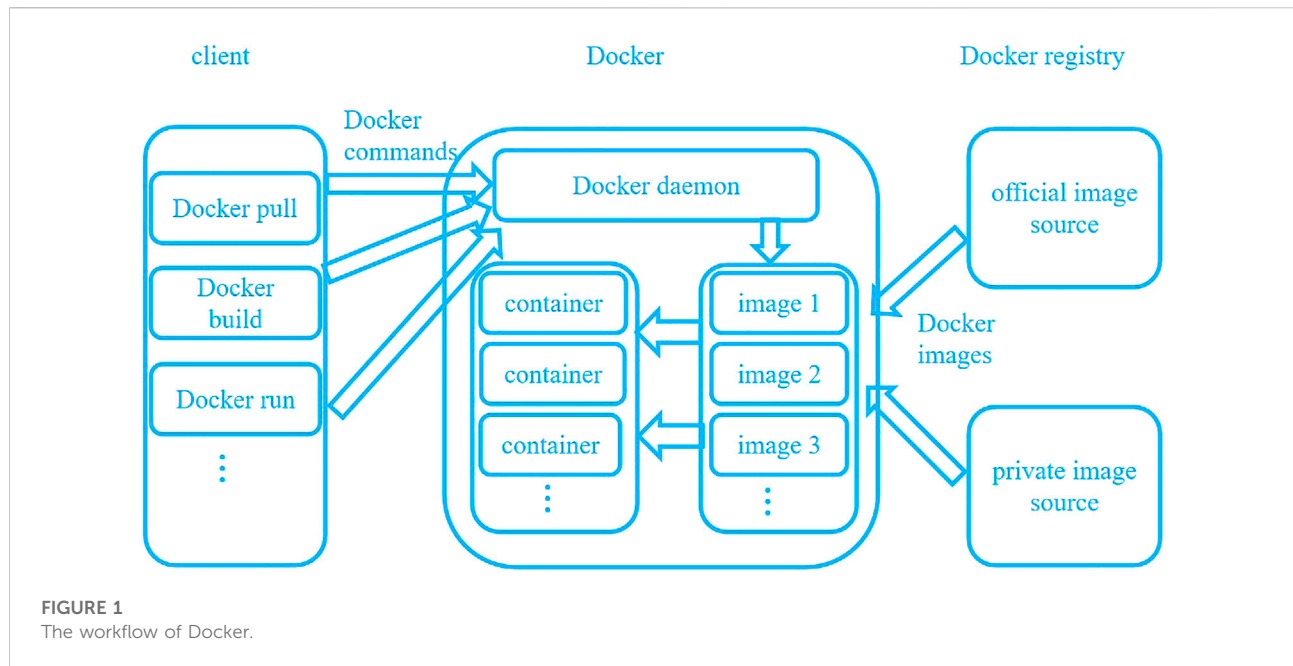 client
Docker
Docker registry
Docker
commands
Docker pull
Docker
build
Docker run
Docker daemon
container
container
container
image 1
image 2
image 3
Docker
images
official image
source
private image
source
FIGURE 1
The workflow of Docker.